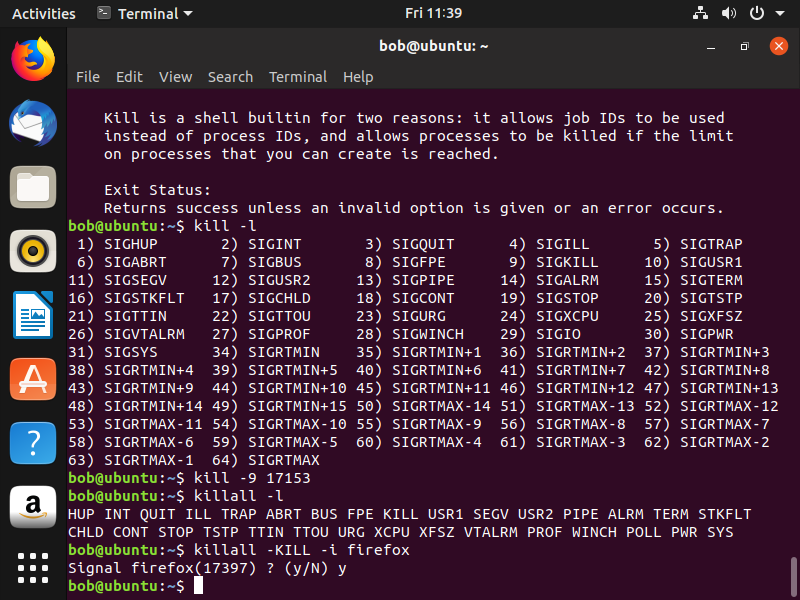 Activities Terminal Fri 11:39
bob@ubuntu: ~
File Edit View Search Terminal Help
Kill is a shell builtin for two reasons: it allows job IDs to be used
instead of process IDs, and allows processes to be killed if the limit
on processes that you can create is reached.
Exit Status:
Returns success unless an invalid option is given or an error occurs.
bob@ubuntu:~$ kill -l
1) SIGHUP 2) SIGINT 3) SIGQUIT 4) SIGILL 5) SIGTRAP
6) SIGABRT 7) SIGBUS 8) SIGFPE 9) SIGKILL 10) SIGUSR1
11) SIGSEGV 12) SIGUSR2 13) SIGPIPE 14) SIGALRM 15) SIGTERM
16) SIGSTKFLT 17) SIGCHLD 18) SIGCONT 19) SIGSTOP 20) SIGTSTP
21) SIGTTIN 22) SIGTTOU 23) SIGURG 24) SIGXCPU 25) SIGXFSZ
26) SIGVTALRM 27) SIGPROF 28) SIGWINCH 29) SIGIO 30) SIGPWR
31) SIGSYS 34) SIGRTMIN 35) SIGRTMIN+1 36) SIGRTMIN+2 37) SIGRTMIN+3
38) SIGRTMIN+4 39) SIGRTMIN+5 40) SIGRTMIN+6 41) SIGRTMIN+7 42) SIGRTMIN+8
43) SIGRTMIN+9 44) SIGRTMIN+10 45) SIGRTMIN+11 46) SIGRTMIN+12 47) SIGRTMIN+13
48) SIGRTMIN+14 49) SIGRTMIN+15 50) SIGRTMAX-14 51) SIGRTMAX-13 52) SIGRTMAX-12
53) SIGRTMAX-11 54) SIGRTMAX-10 55) SIGRTMAX-9 56) SIGRTMAX-8 57) SIGRTMAX-7
58) SIGRTMAX-6 59) SIGRTMAX-5 60) SIGRTMAX-4 61) SIGRTMAX-3 62) SIGRTMAX-2
63) SIGRTMAX-1 64) SIGRTMAX
bob@ubuntu:~$ kill -9 17153
bob@ubuntu:~$ killall -l
HUP INT QUIT ILL TRAP ABRT BUS FPE KILL USR1 SEGV USR2 PIPE ALRM TERM STKFLT
CHLD CONT STOP TSTP TTIN TTOU URG XCPU XFSZ VTALRM PROF WINCH POLL PWR SYS
bob@ubuntu:~$ killall -KILL -i firefox
Signal firefox(17397) ? (y/N) y
bob@ubuntu:~$